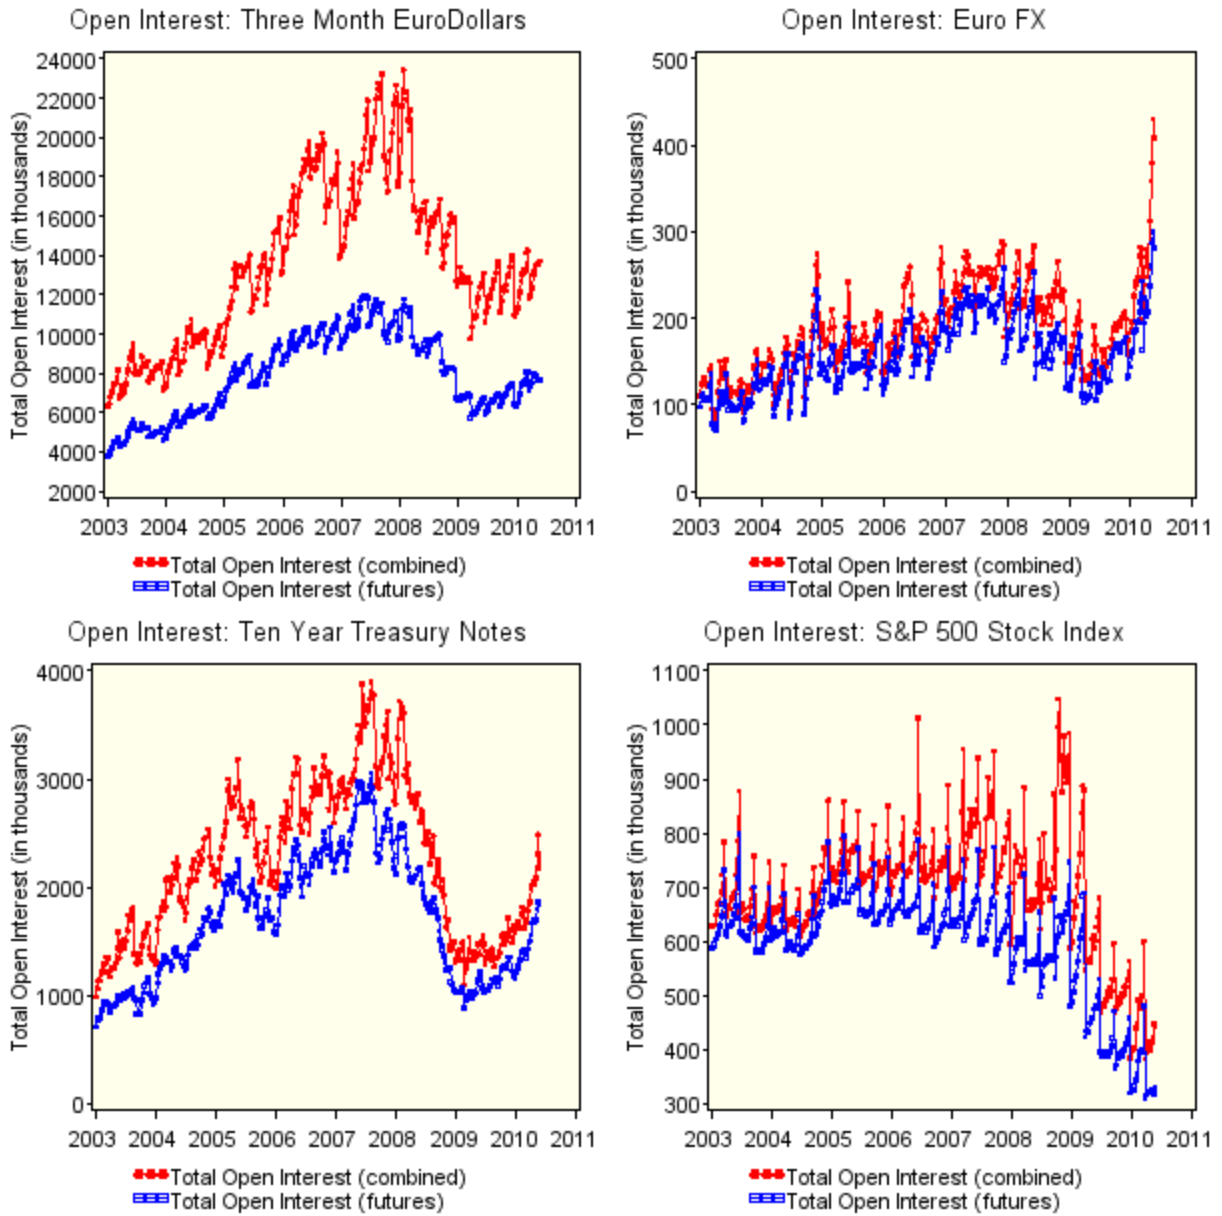 Open Interest: Three Month EuroDollars
Total Open Interest (in thousands)
24000
22000
20000
18000
16000
14000
12000
10000
8000
6000
4000
2000
2003 2004 2005 2006 2007 2008 2009 2010 2011
Total Open Interest (combined)
Total Open Interest (futures)
Open Interest: Euro FX
Total Open Interest (in thousands)
500
400
300
200
100
0
2003 2004 2005 2006 2007 2008 2009 2010 2011
Total Open Interest (combined)
Total Open Interest (futures)
Open Interest: Ten Year Treasury Notes
Total Open Interest (in thousands)
4000
3000
2000
1000
0
2003 2004 2005 2006 2007 2008 2009 2010 2011
Total Open Interest (combined)
Total Open Interest (futures)
Open Interest: S&P 500 Stock Index
Total Open Interest (in thousands)
1100
1000
900
800
700
600
500
400
300
2003 2004 2005 2006 2007 2008 2009 2010 2011
Total Open Interest (combined)
Total Open Interest (futures)